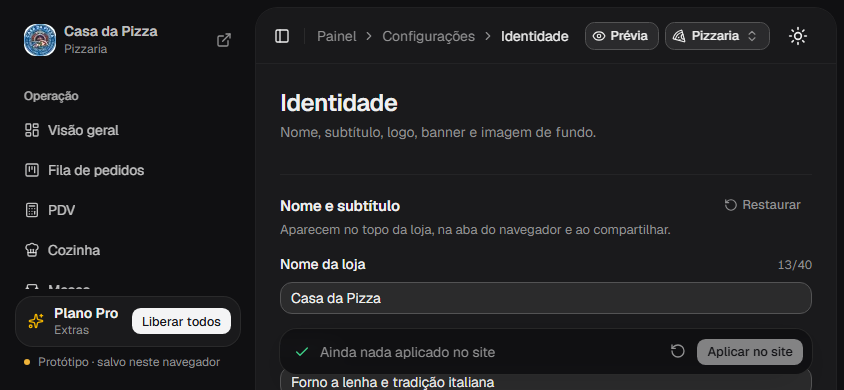 Casa da Pizza
Pizzaria
Operação
Visão geral
Fila de pedidos
PDV
Cozinha
Mesas
Plano Pro
Extras
Liberar todos
Protótipo · salvo neste navegador
Painel > Configurações > Identidade
Prévia
Pizzaria
Identidade
Nome, subtítulo, logo, banner e imagem de fundo.
Nome e subtítulo
Restaurar
Aparecem no topo da loja, na aba do navegador e ao compartilhar.
Nome da loja
13/40
Casa da Pizza
Ainda nada aplicado no site
Aplicar no site
Forno a lenha e tradição italiana